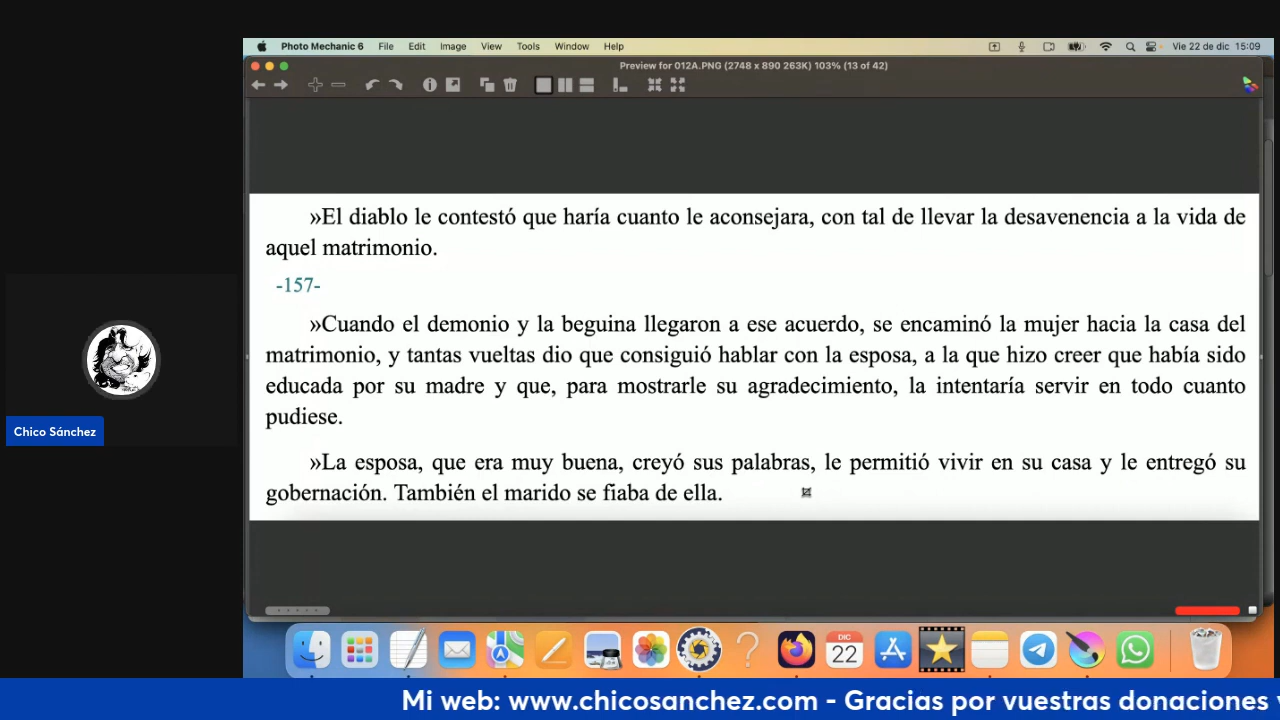 Photo Mechanic 6 File Edit Image View Tools Window Help Vie 22 de dic 15:09
Preview for 012A.PNG (2748 x 890 263K) 103% (13 of 42)
»El diablo le contestó que haría cuanto le aconsejara, con tal de llevar la desavenencia a la vida de
aquel matrimonio.
-157-
»Cuando el demonio y la beguina llegaron a ese acuerdo, se encaminó la mujer hacia la casa del
matrimonio, y tantas vueltas dio que consiguió hablar con la esposa, a la que hizo creer que había sido
educada por su madre y que, para mostrarle su agradecimiento, la intentaría servir en todo cuanto
pudiese.
»La esposa, que era muy buena, creyó sus palabras, le permitió vivir en su casa y le entregó su
gobernación. También el marido se fiaba de ella.
Chico Sánchez
DIC
22
Mi web: www.chicosanchez.com - Gracias por vuestras donaciones